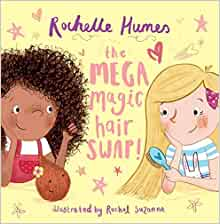 Rochelle Humes
the
MEGA
magic
hair
SWAP!
illustrated by Rachel Suzanne